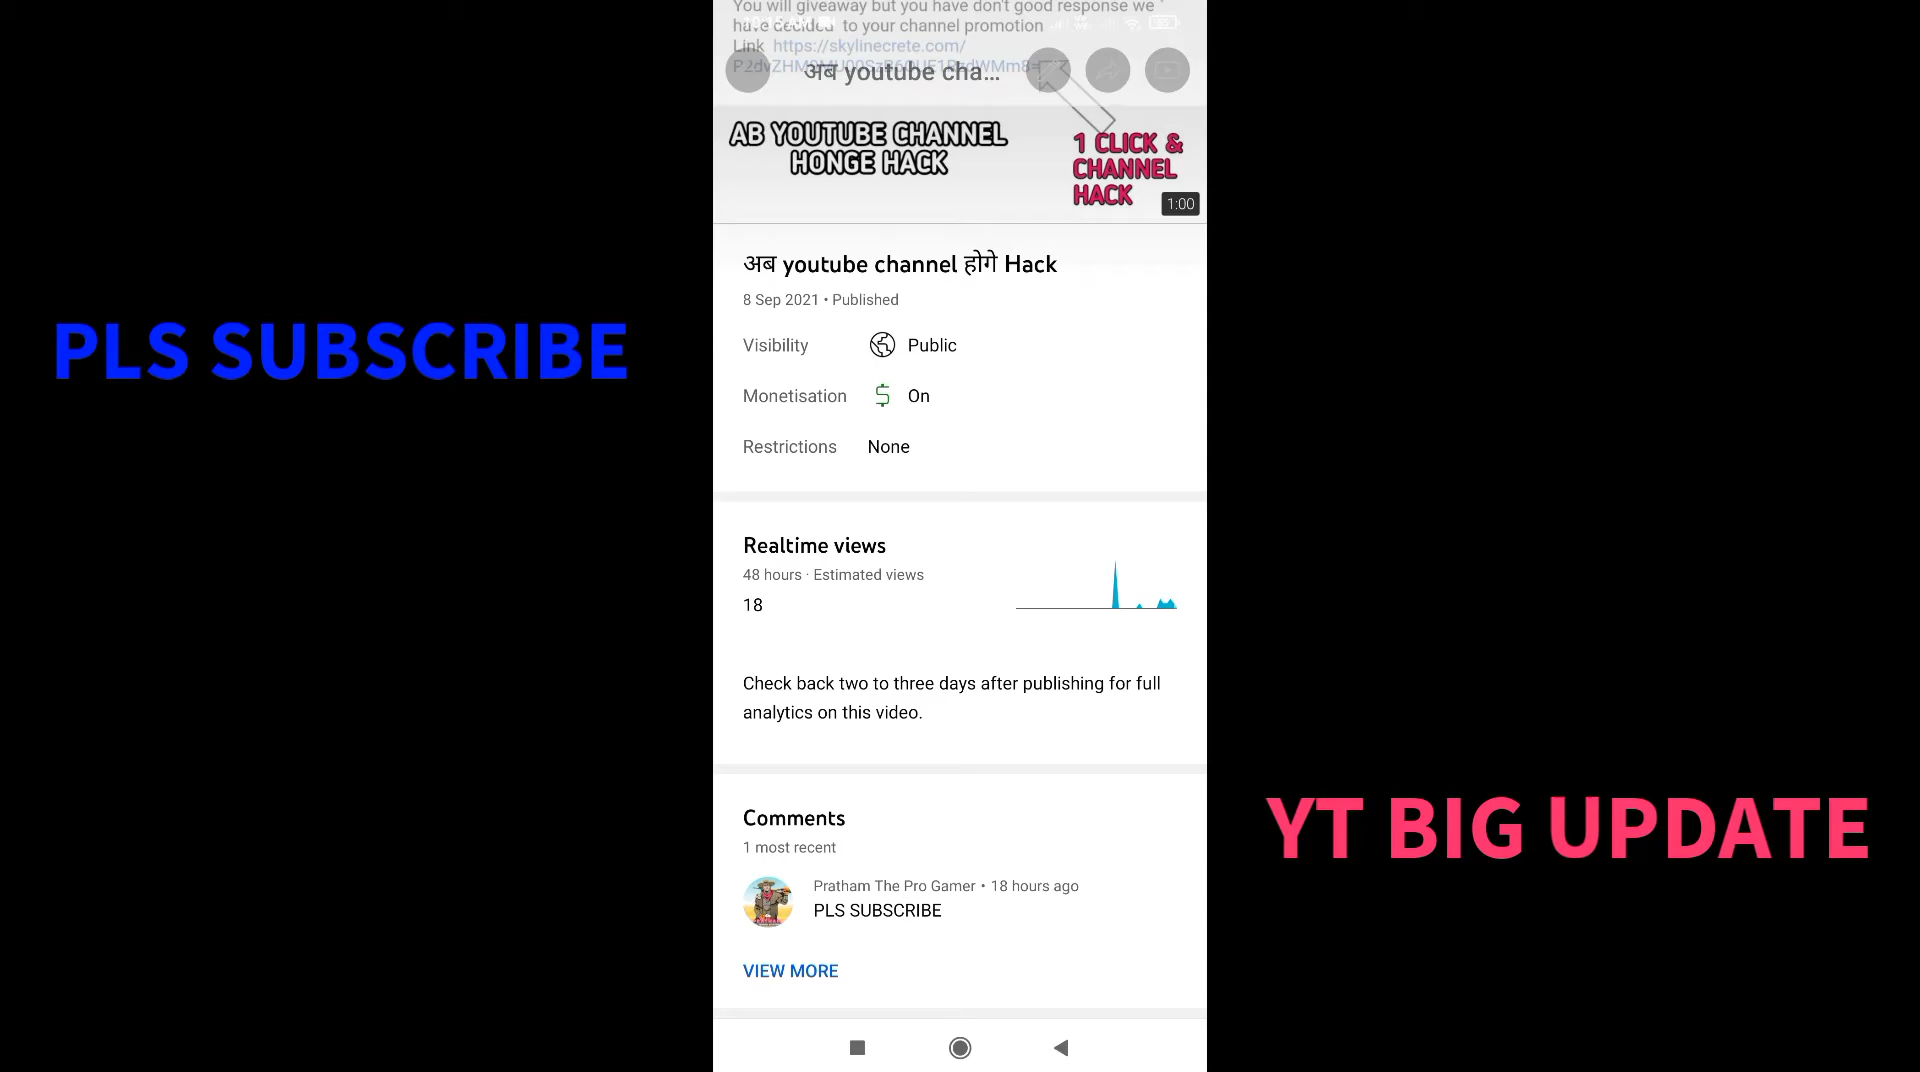 You will giveaway but you have don't good response we
have decided to your channel promotion
Link https://skylinecrete.com/
अब youtube cha...
AB YOUTUBE CHANNEL
HONGE HACK
1 CLICK &
CHANNEL
HACK
1:00
अब youtube channel होगे Hack
8 Sep 2021 • Published
Visibility Public
Monetisation On
Restrictions None
PLS SUBSCRIBE
Realtime views
48 hours · Estimated views
18
Check back two to three days after publishing for full
analytics on this video.
YT BIG UPDATE
Comments
1 most recent
Pratham The Pro Gamer • 18 hours ago
PLS SUBSCRIBE
VIEW MORE